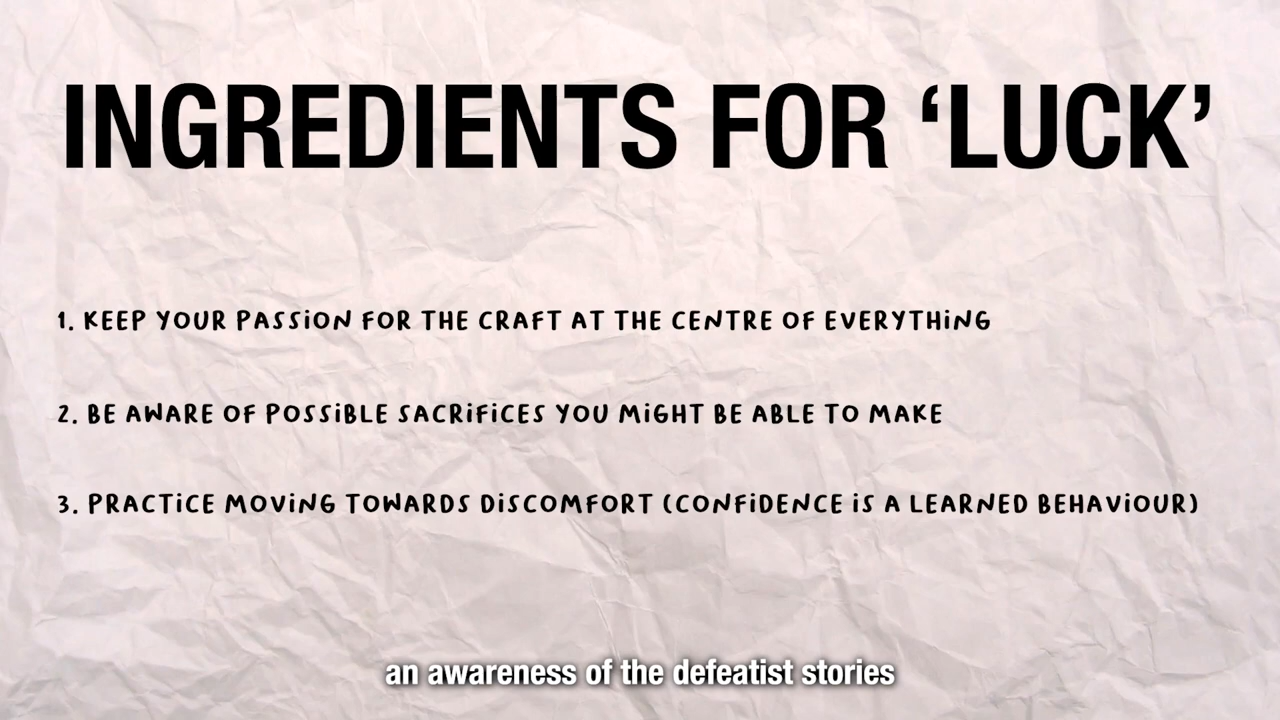 INGREDIENTS FOR ‘LUCK’
1. KEEP YOUR PASSION FOR THE CRAFT AT THE CENTRE OF EVERYTHING
2. BE AWARE OF POSSIBLE SACRIFICES YOU MIGHT BE ABLE TO MAKE
3. PRACTICE MOVING TOWARDS DISCOMFORT (CONFIDENCE IS A LEARNED BEHAVIOUR)
an awareness of the defeatist stories